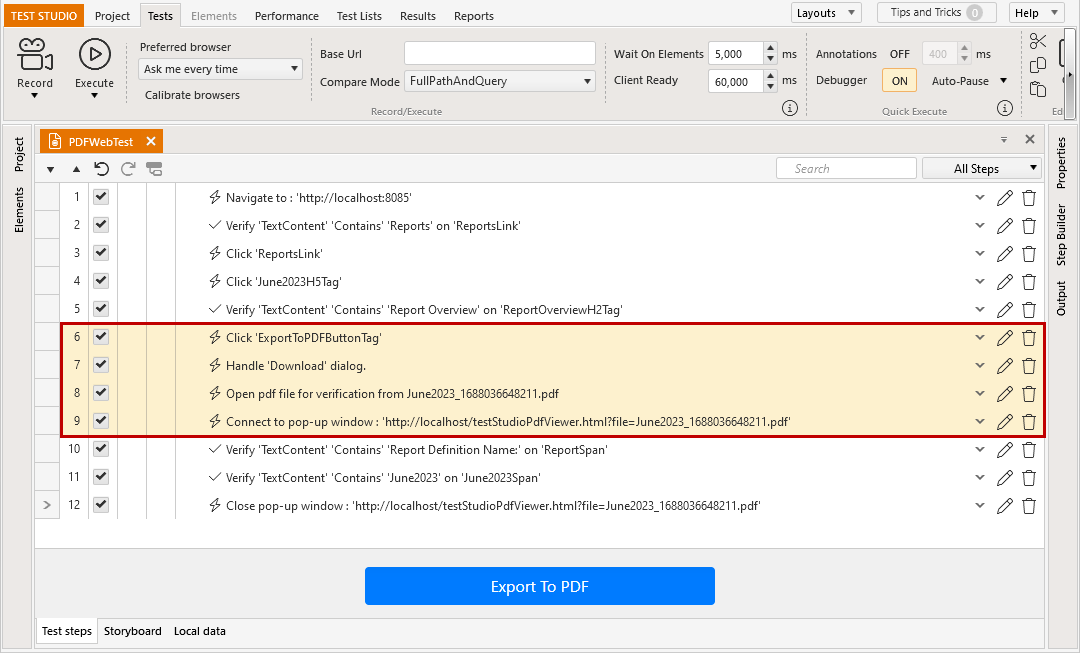 TEST STUDIO Project Tests Elements Performance Test Lists Results Reports Layouts Tips and Tricks 0 Help
Record
Execute
Preferred browser
Ask me every time
Calibrate browsers
Base Url
Compare Mode FullPathAndQuery
Record/Execute
Wait On Elements 5,000 ms
Client Ready 60,000 ms
Annotations OFF 400 ms
Debugger ON Auto-Pause
Quick Execute
Ed
Project
Elements
PDFWebTest
Search
All Steps
1 Navigate to : 'http://localhost:8085'
2 Verify 'TextContent' 'Contains' 'Reports' on 'ReportsLink'
3 Click 'ReportsLink'
4 Click 'June2023H5Tag'
5 Verify 'TextContent' 'Contains' 'Report Overview' on 'ReportOverviewH2Tag'
6 Click 'ExportToPDFButtonTag'
7 Handle 'Download' dialog.
8 Open pdf file for verification from June2023_1688036648211.pdf
9 Connect to pop-up window : 'http://localhost/testStudioPdfViewer.html?file=June2023_1688036648211.pdf'
10 Verify 'TextContent' 'Contains' 'Report Definition Name:' on 'ReportSpan'
11 Verify 'TextContent' 'Contains' 'June2023' on 'June2023Span'
12 Close pop-up window : 'http://localhost/testStudioPdfViewer.html?file=June2023_1688036648211.pdf'
Export To PDF
Test steps Storyboard Local data
Properties
Step Builder
Output